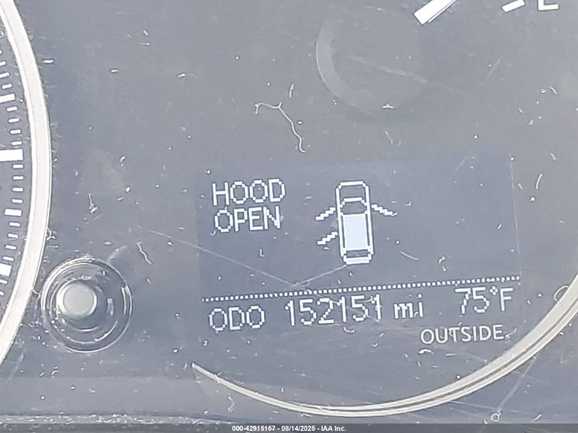 E
HOOD
OPEN
ODO 152151 mi 75°F
OUTSIDE
000-42915167 - 08/14/2025 - IAA Inc.